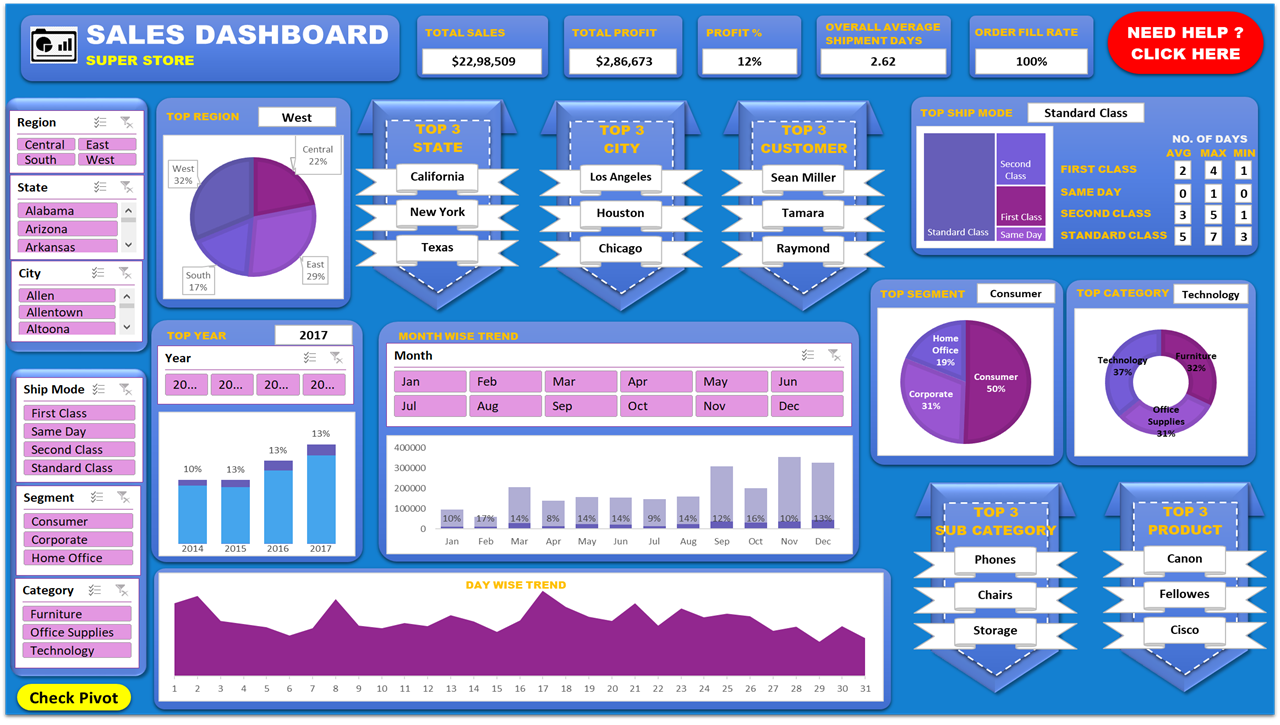 SALES DASHBOARD
SUPER STORE
TOTAL SALES
$22,98,509
TOTAL PROFIT
$2,86,673
PROFIT %
12%
OVERALL AVERAGE
SHIPMENT DAYS
2.62
ORDER FILL RATE
100%
NEED HELP ?
CLICK HERE
Region
Central East
South West
State
Alabama
Arizona
Arkansas
City
Allen
Allentown
Altoona
Ship Mode
First Class
Same Day
Second Class
Standard Class
Segment
Consumer
Corporate
Home Office
Category
Furniture
Office Supplies
Technology
Check Pivot
TOP REGION West
Central
22%
West
32%
South
17%
East
29%
TOP 3
STATE
California
New York
Texas
TOP 3
CITY
Los Angeles
Houston
Chicago
TOP 3
CUSTOMER
Sean Miller
Tamara
Raymond
TOP SHIP MODE Standard Class
Standard Class
Second
Class
First Class
Same Day
NO. OF DAYS
AVG MAX MIN
FIRST CLASS 2 4 1
SAME DAY 0 1 0
SECOND CLASS 3 5 1
STANDARD CLASS 5 7 3
TOP YEAR 2017
Year
20... 20... 20... 20...
10% 13% 13% 13%
2014 2015 2016 2017
MONTH WISE TREND
Month
Jan Feb Mar Apr May Jun
Jul Aug Sep Oct Nov Dec
400000
300000
200000
100000
0
10% 17% 14% 8% 14% 14% 9% 14% 12% 16% 10% 13%
Jan Feb Mar Apr May Jun Jul Aug Sep Oct Nov Dec
TOP SEGMENT Consumer
Home
Office
19%
Consumer
50%
Corporate
31%
TOP CATEGORY Technology
Technology
37%
Furniture
32%
Office
Supplies
31%
DAY WISE TREND
1 2 3 4 5 6 7 8 9 10 11 12 13 14 15 16 17 18 19 20 21 22 23 24 25 26 27 28 29 30 31
TOP 3
SUB CATEGORY
Phones
Chairs
Storage
TOP 3
PRODUCT
Canon
Fellowes
Cisco